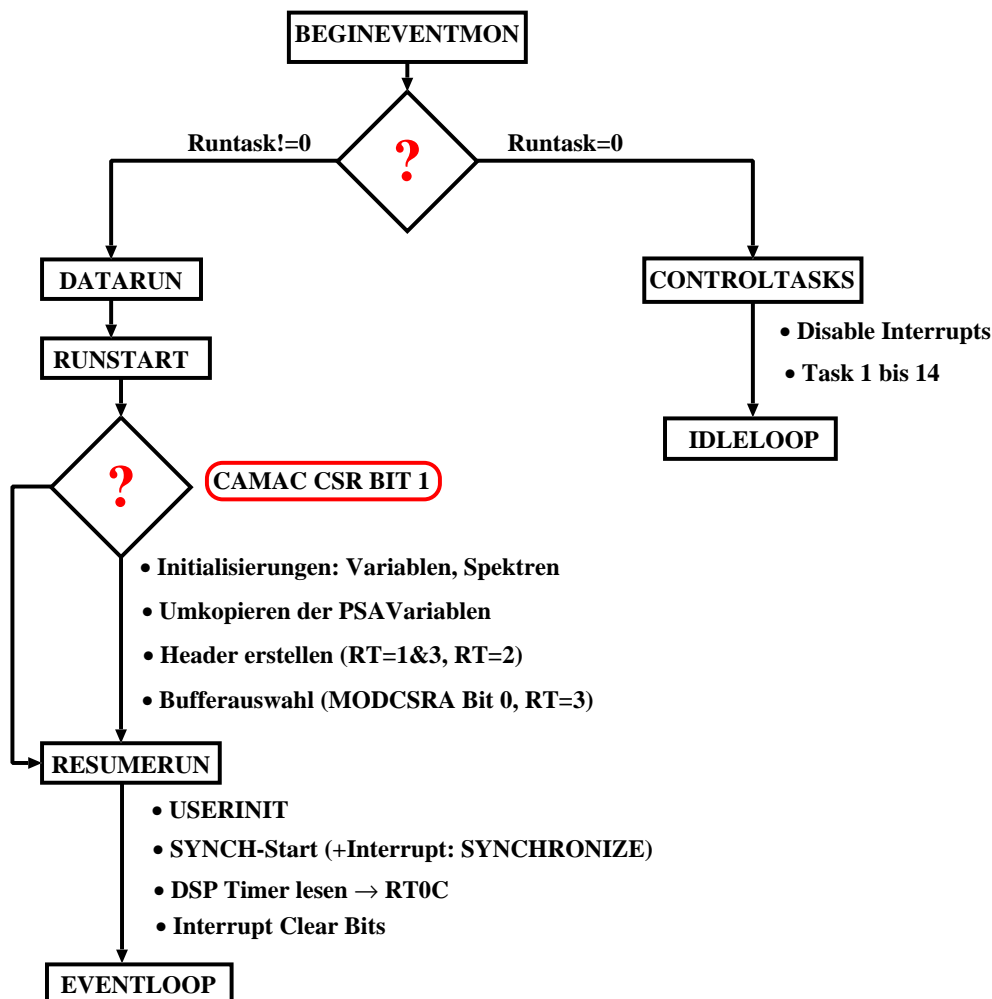 BEGINEVENTMON
Runtask!=0
Runtask=0
?
DATARUN
CONTROLTASKS
• Disable Interrupts
RUNSTART
• Task 1 bis 14
IDLELOOP
?
CAMAC CSR BIT 1
• Initialisierungen: Variablen, Spektren
• Umkopieren der PSAVariablen
• Header erstellen (RT=1&3, RT=2)
• Bufferauswahl (MODCSRA Bit 0, RT=3)
RESUMERUN
• USERINIT
• SYNCH-Start (+Interrupt: SYNCHRONIZE)
• DSP Timer lesen → RT0C
• Interrupt Clear Bits
EVENTLOOP